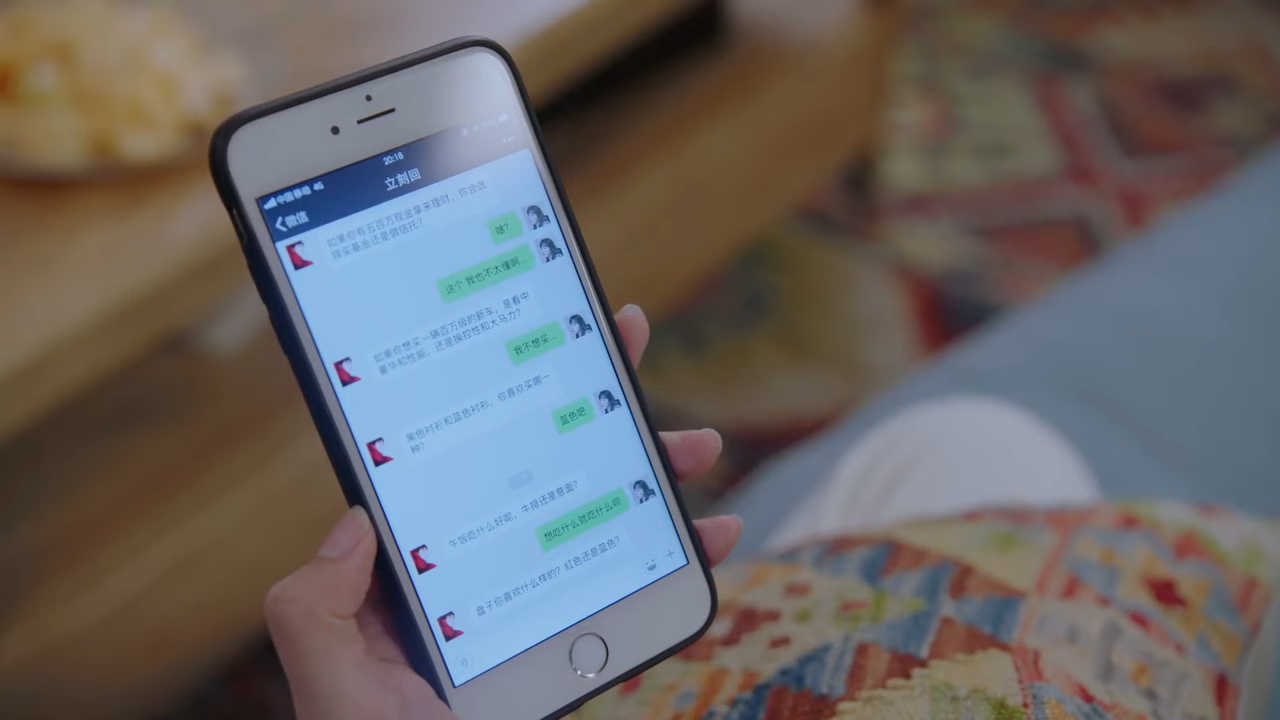 中国移动 4G
20:18
微信
立刻回
如果你有五百万现金拿来理财，你会选
择买基金还是做信托？
啥？
这个 我也不太懂啊...
如果你想买一辆百万级的新车，是看中
豪华和性能，还是操控性和大马力？
我不想买...
黑色衬衫和蓝色衬衫，你喜欢买哪一
种？
蓝色吧
午饭吃什么好呢，牛排还是意面？
想吃什么就吃什么呗
盘子你喜欢什么样的？红色还是蓝色？